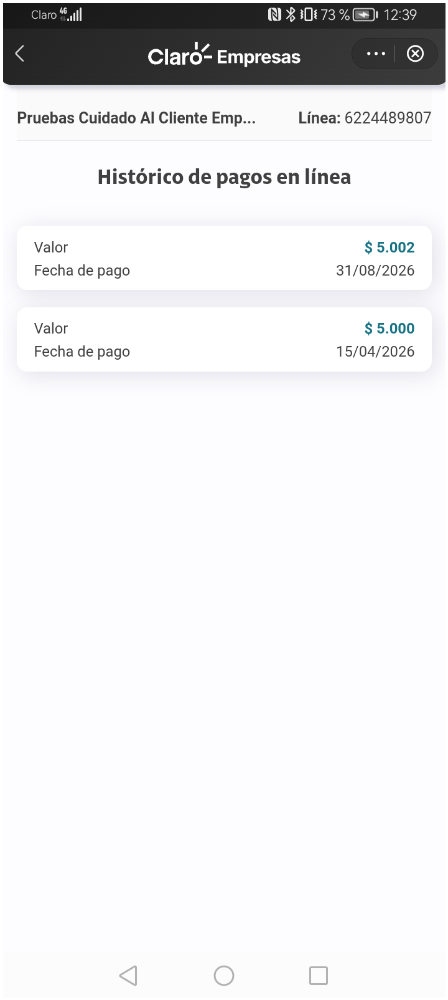 Claro 4G 73 % 12:39
Claro- Empresas
Pruebas Cuidado Al Cliente Emp... Línea: 6224489807
Histórico de pagos en línea
Valor $ 5.002
Fecha de pago 31/08/2026
Valor $ 5.000
Fecha de pago 15/04/2026